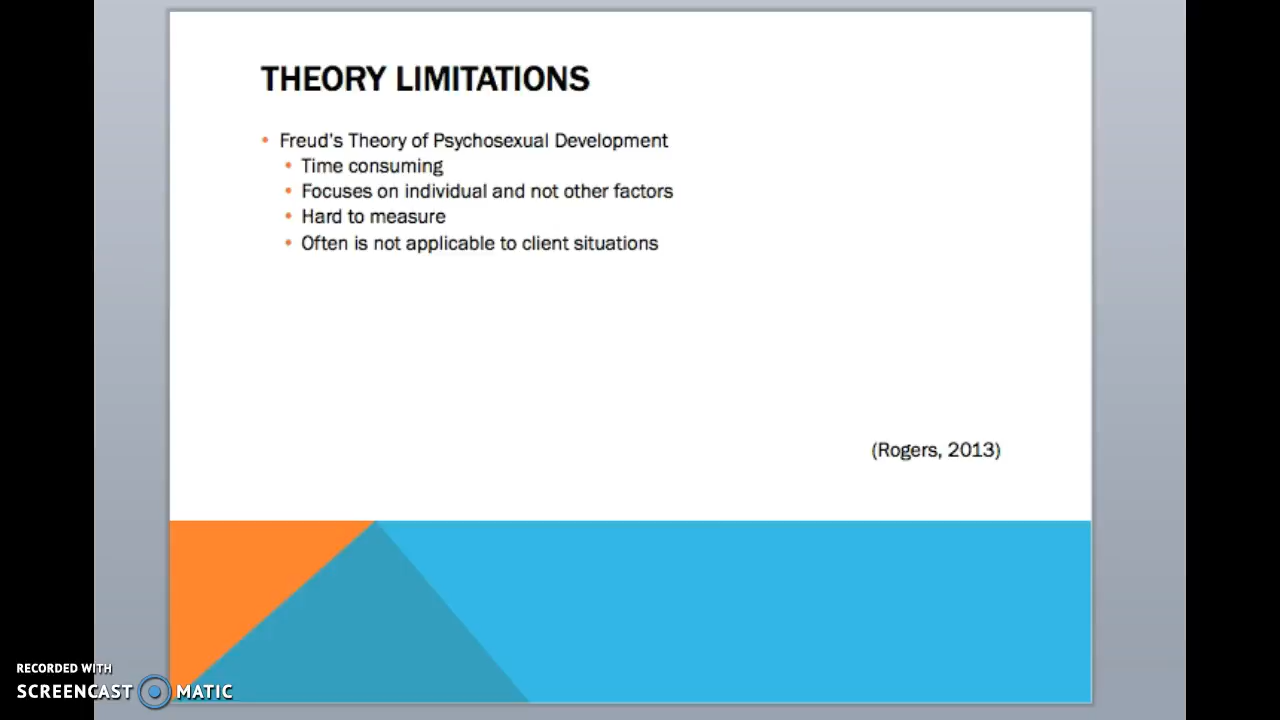 THEORY LIMITATIONS
• Freud's Theory of Psychosexual Development
• Time consuming
• Focuses on individual and not other factors
• Hard to measure
• Often is not applicable to client situations
(Rogers, 2013)
RECORDED WITH
SCREENCAST MATIC